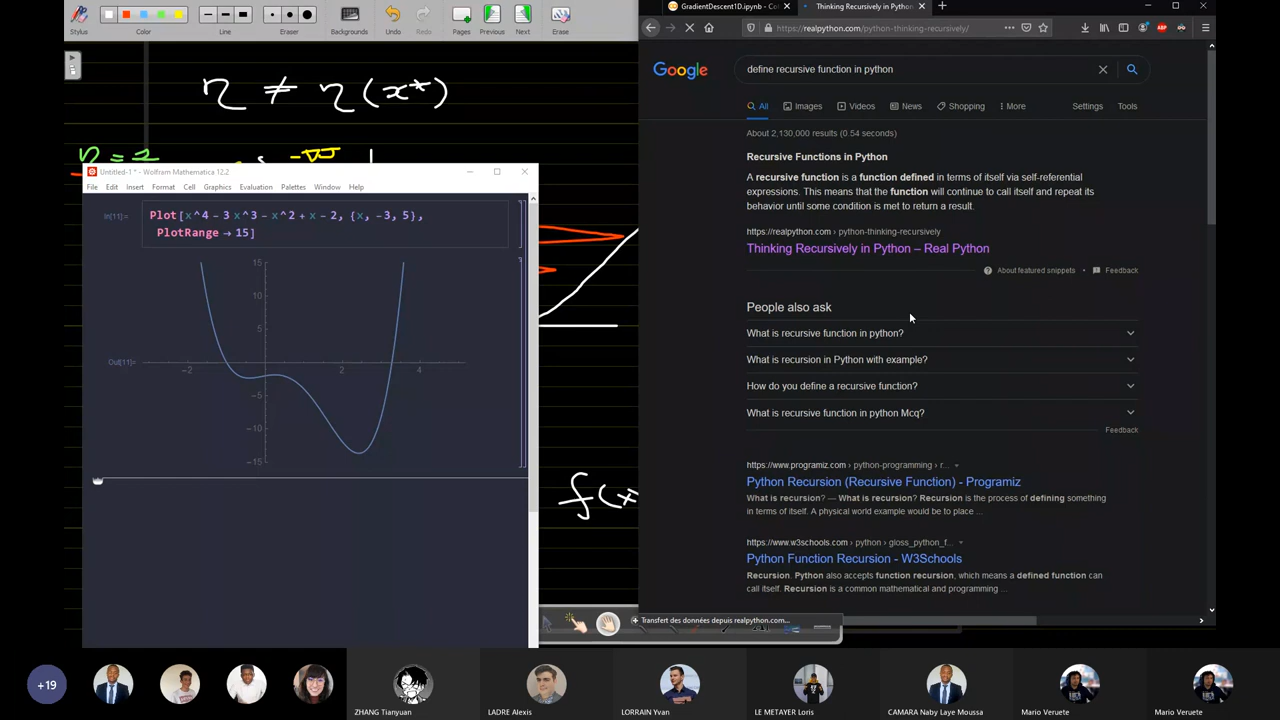 Stylus
Color
Line
Eraser
Backgrounds
Undo
Redo
Pages
Previous
Next
Erase
η ≠ η(x*)
η = 2
-∇J
Untitled-1 * - Wolfram Mathematica 12.2
File Edit Insert Format Cell Graphics Evaluation Palettes Window Help
In[11]=
Plot[x^4 - 3 x^3 - x^2 + x - 2, {x, -3, 5},
PlotRange → 15]
15
10
5
Out[11]=
-2
2
4
-5
-10
-15
f(x
GradientDescent1D.ipynb - Co
Thinking Recursively in Python
https://realpython.com/python-thinking-recursively/
Google
define recursive function in python
All Images Videos News Shopping More Settings Tools
About 2,130,000 results (0.54 seconds)
Recursive Functions in Python
A recursive function is a function defined in terms of itself via self-referential
expressions. This means that the function will continue to call itself and repeat its
behavior until some condition is met to return a result.
https://realpython.com › python-thinking-recursively
Thinking Recursively in Python – Real Python
About featured snippets • Feedback
People also ask
What is recursive function in python?
What is recursion in Python with example?
How do you define a recursive function?
What is recursive function in python Mcq?
Feedback
https://www.programiz.com › python-programming › r...
Python Recursion (Recursive Function) - Programiz
What is recursion? — What is recursion? Recursion is the process of defining something
in terms of itself. A physical world example would be to place ...
https://www.w3schools.com › python › gloss_python_f...
Python Function Recursion - W3Schools
Recursion. Python also accepts function recursion, which means a defined function can
call itself. Recursion is a common mathematical and programming ...
Transfert des données depuis realpython.com...
+19
ZHANG Tianyuan
LADRE Alexis
LORRAIN Yvan
LE METAYER Loris
CAMARA Naby Laye Moussa
Mario Veruete
Mario Veruete